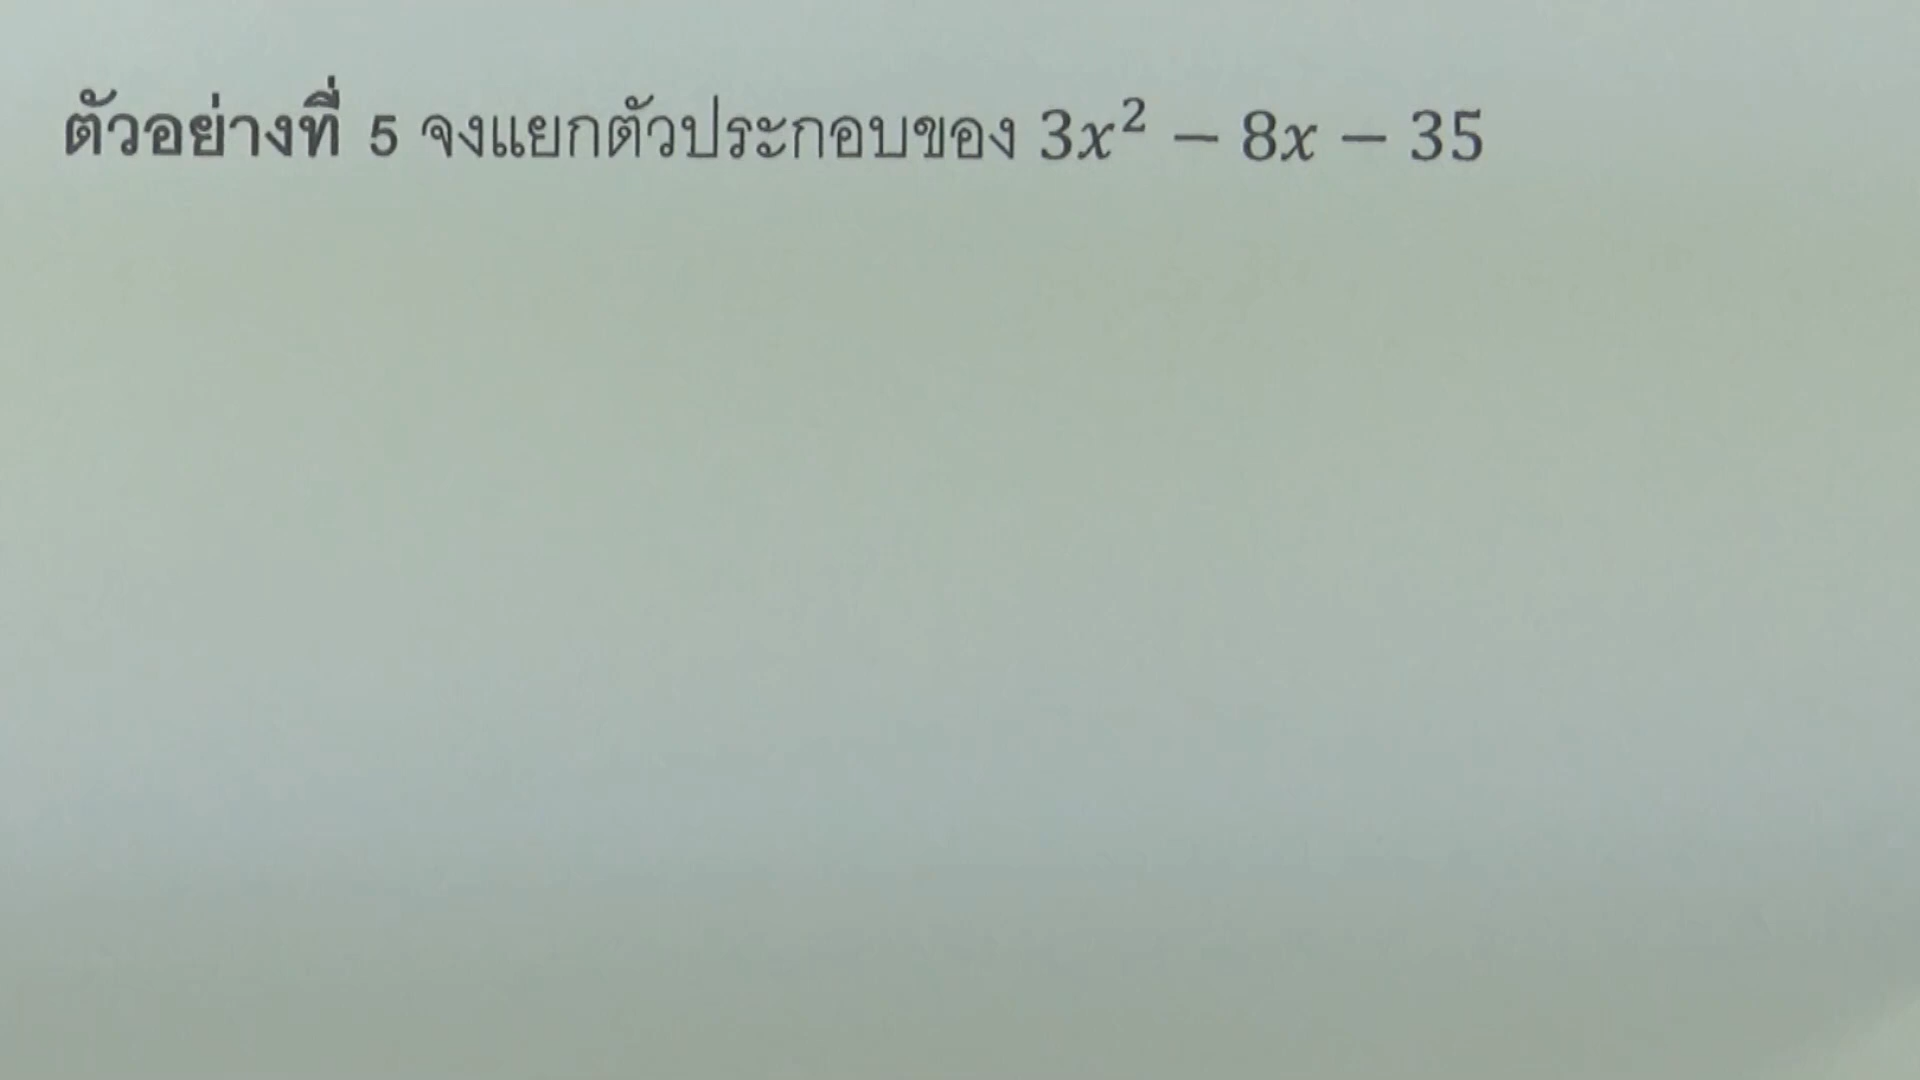 ตัวอย่างที่ 5 จงแยกตัวประกอบของ 3x² − 8x − 35